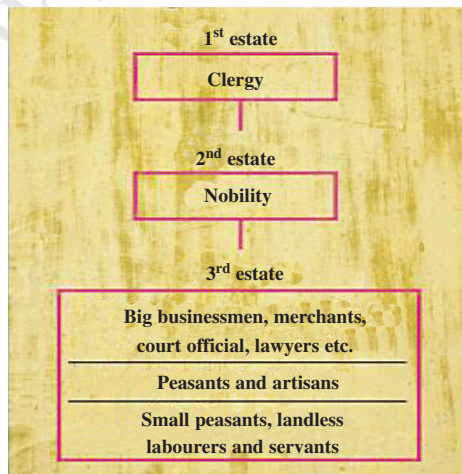 1st estate
Clergy
2nd estate
Nobility
3rd estate
Big businessmen, merchants,
court official, lawyers etc.
Peasants and artisans
Small peasants, landless
labourers and servants